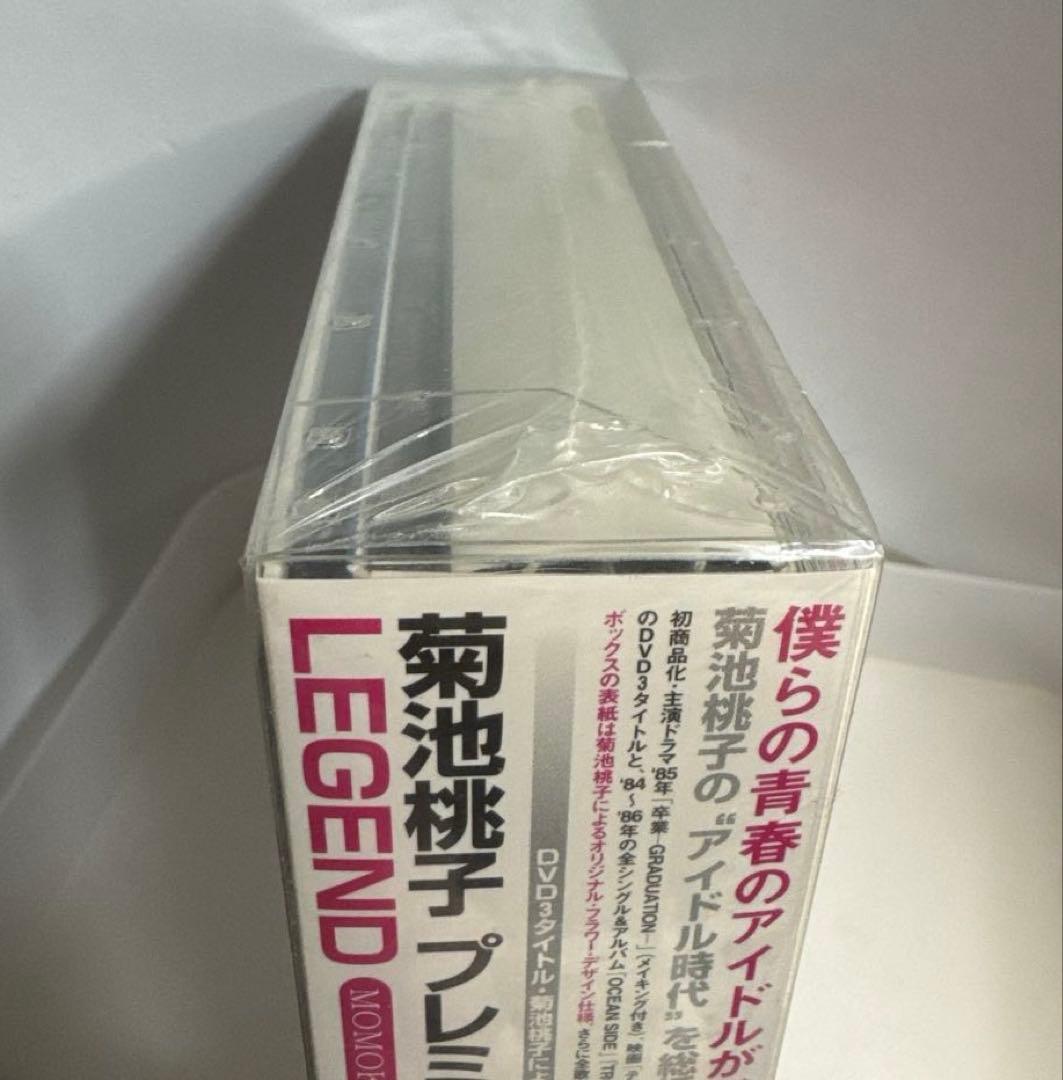 僕らの青春のアイドルが
菊池桃子の“アイドル時代”を総
初商品化・主演ドラマ'85年「卒業-GRADUATION-」(メイキング付き)、映画「テ
のDVD3タイトルと、'84~'86年の全シングル&アルバム「OCEAN SIDE」「TR
ボックスの表紙は菊池桃子によるオリジナル・フラワー・デザイン仕様。さらに全歌
DVD3タイトル・菊池桃子によ
菊池桃子 プレミ
LEGEND
MOMOK